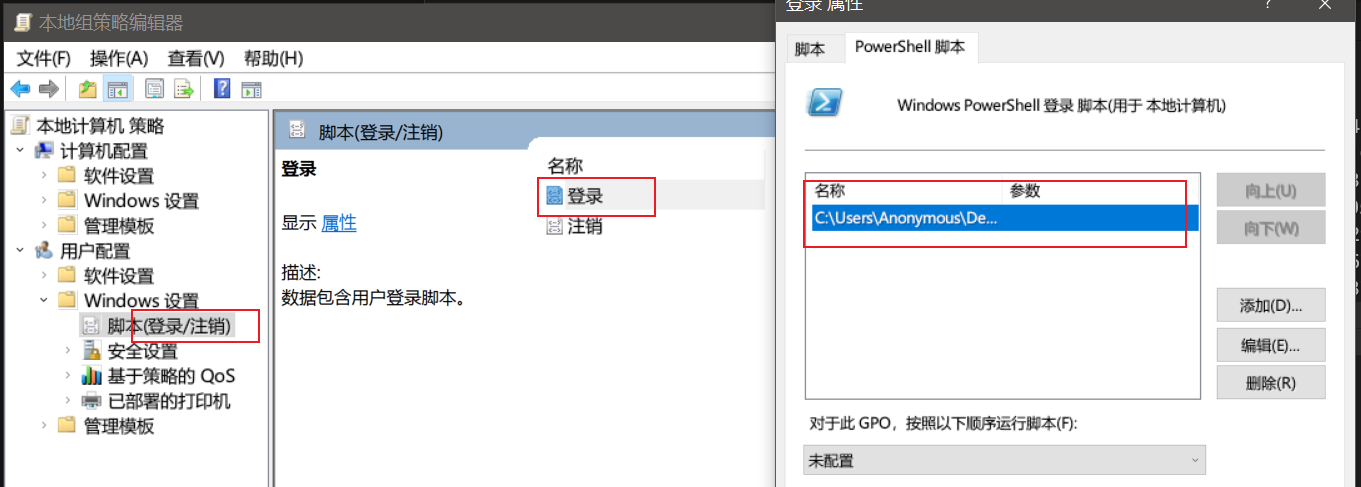 本地组策略编辑器
文件(F) 操作(A) 查看(V) 帮助(H)
本地计算机 策略
计算机配置
软件设置
Windows 设置
管理模板
用户配置
软件设置
Windows 设置
脚本(登录/注销)
安全设置
基于策略的 QoS
已部署的打印机
管理模板
脚本(登录/注销)
登录
显示 属性
描述:
数据包含用户登录脚本。
名称
登录
注销
登录 属性
脚本
PowerShell 脚本
Windows PowerShell 登录 脚本(用于 本地计算机)
名称 参数
C:\Users\Anonymous\De...
向上(U)
向下(W)
添加(D)...
编辑(E)...
删除(R)
对于此 GPO，按照以下顺序运行脚本(F):
未配置